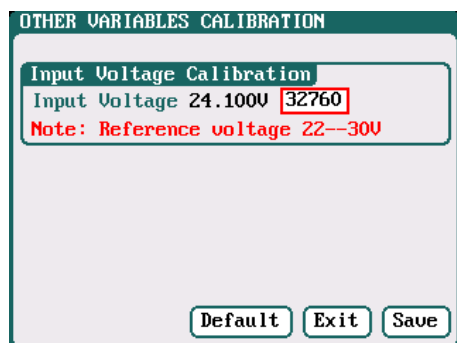 OTHER VARIABLES CALIBRATION
Input Voltage Calibration
Input Voltage 24.100V 32760
Note: Reference voltage 22--30V
Default Exit Save